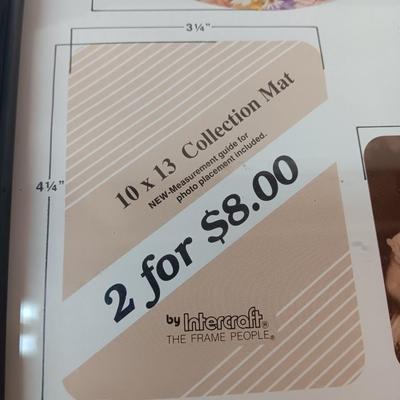 3¼"
4¼"
10 x 13 Collection Mat
NEW-Measurement guide for
photo placement included.
2 for $8.00
by Intercraft®
THE FRAME PEOPLE®